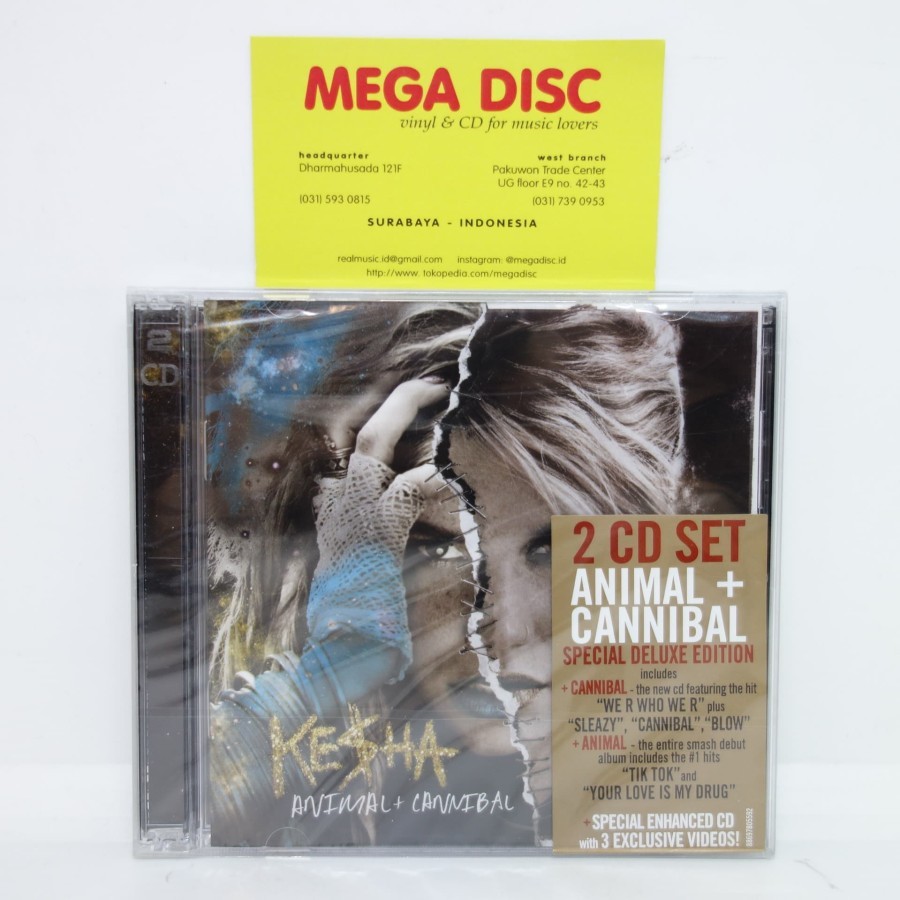 MEGA DISC
vinyl & CD for music lovers
headquarter
Dharmahusada 121F
(031) 593 0815
west branch
Pakuwon Trade Center
UG floor E9 no. 42-43
(031) 739 0953
SURABAYA - INDONESIA
realmusic.id@gmail.com instagram: @megadisc.id
http://www. tokopedia.com/megadisc
2
CD
KE$HA
ANIMAL + CANNIBAL
2 CD SET
ANIMAL +
CANNIBAL
SPECIAL DELUXE EDITION
includes
+ CANNIBAL - the new cd featuring the hit
"WE R WHO WE R" plus
"SLEAZY", "CANNIBAL", "BLOW"
+ ANIMAL - the entire smash debut
album includes the #1 hits
"TIK TOK" and
"YOUR LOVE IS MY DRUG"
+SPECIAL ENHANCED CD
with 3 EXCLUSIVE VIDEOS!